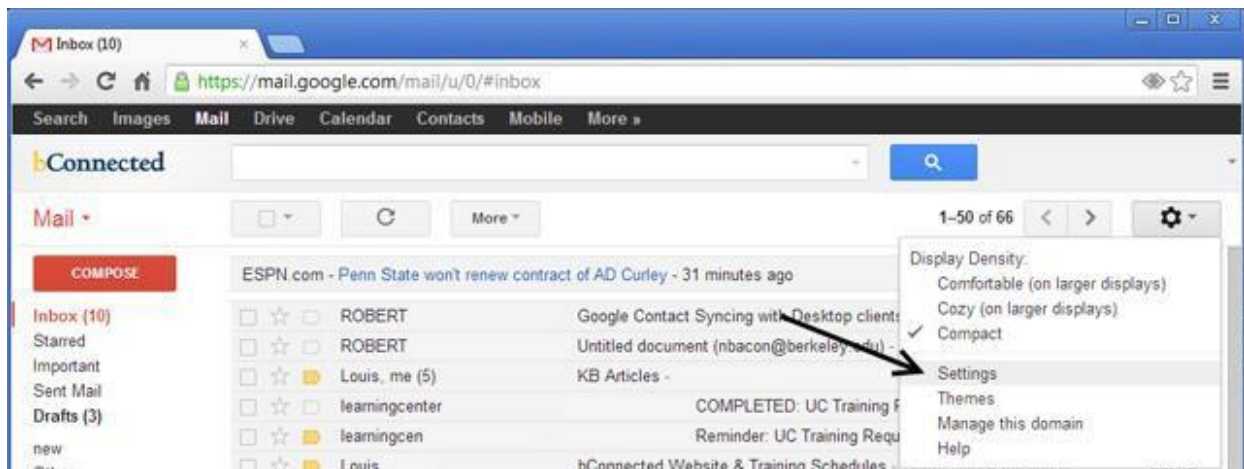 Inbox (10)
https://mail.google.com/mail/u/0/#inbox
Search Images Mail Drive Calendar Contacts Mobile More »
bConnected
Mail
More
1–50 of 66
COMPOSE
ESPN.com - Penn State won't renew contract of AD Curley - 31 minutes ago
Display Density:
Comfortable (on larger displays)
Cozy (on larger displays)
Compact
Settings
Themes
Manage this domain
Help
Inbox (10)
Starred
Important
Sent Mail
Drafts (3)
new
ROBERT Google Contact Syncing with Desktop clients
ROBERT Untitled document (nbacon@berkeley.edu) -
Louis, me (5) KB Articles -
learningcenter COMPLETED: UC Training
learningcen Reminder: UC Training Requ
Louis bConnected Website & Training Schedules -